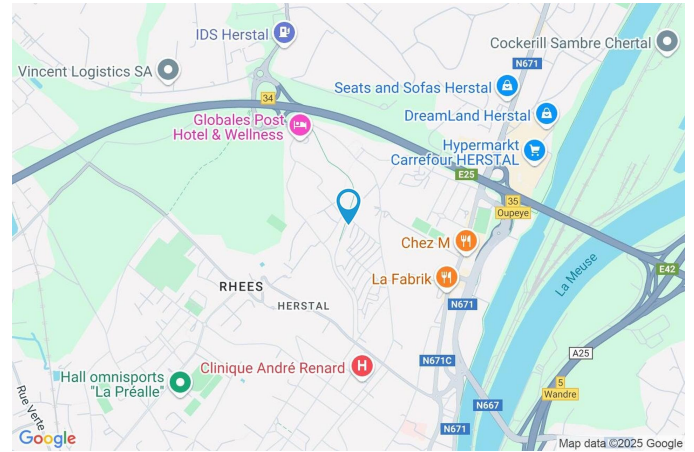 IDS Herstal
Cockerill Sambre Chertal
N671
Vincent Logistics SA
Seats and Sofas Herstal
34
DreamLand Herstal
Globales Post
Hotel & Wellness
Hypermarkt
Carrefour HERSTAL
E25
35
Oupeye
Chez M
E42
La Meuse
La Fabrik
RHEES
HERSTAL
N671
A25
N671C
Clinique André Renard
Hall omnisports
"La Préalle"
5
Wandre
Rue Verte
N667
N671
Google
Map data ©2025 Google